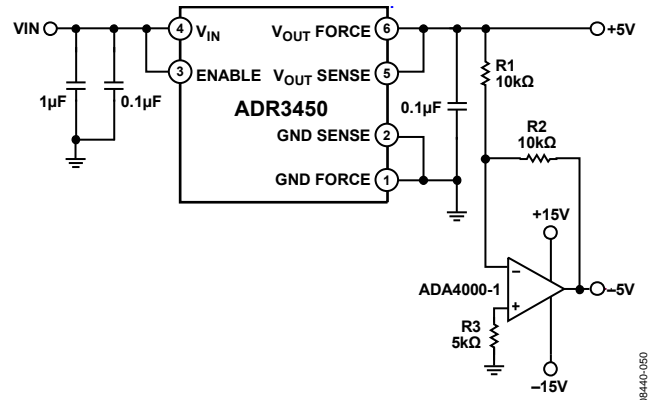 VIN
4
VIN
VOUT FORCE
6
+5V
3
ENABLE
VOUT SENSE
5
R1
10kΩ
1µF
0.1µF
ADR3450
0.1µF
GND SENSE
2
R2
10kΩ
GND FORCE
1
+15V
−
ADA4000-1
–5V
+
R3
5kΩ
–15V
08440-050